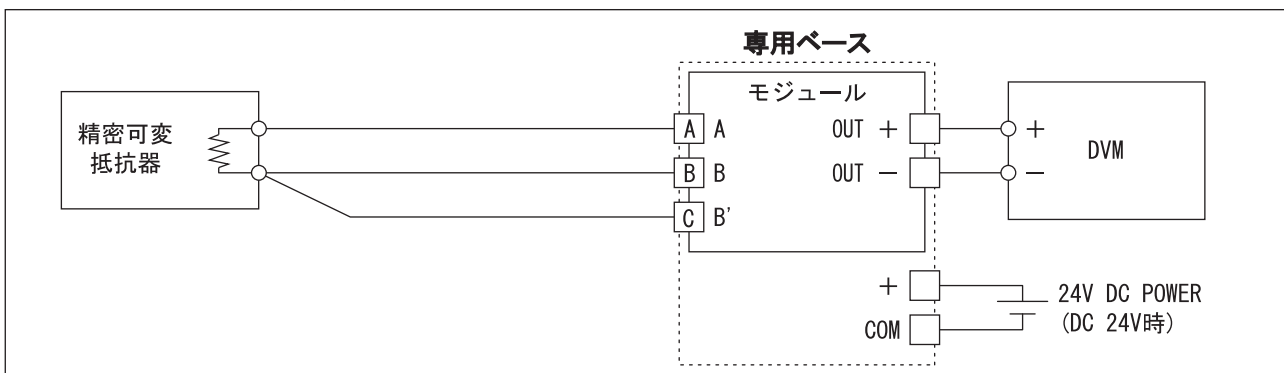 専用ベース
モジュール
精密可変
抵抗器
A A
B B
C B'
OUT +
OUT −
+
−
DVM
+
COM
24V DC POWER
(DC 24V時)